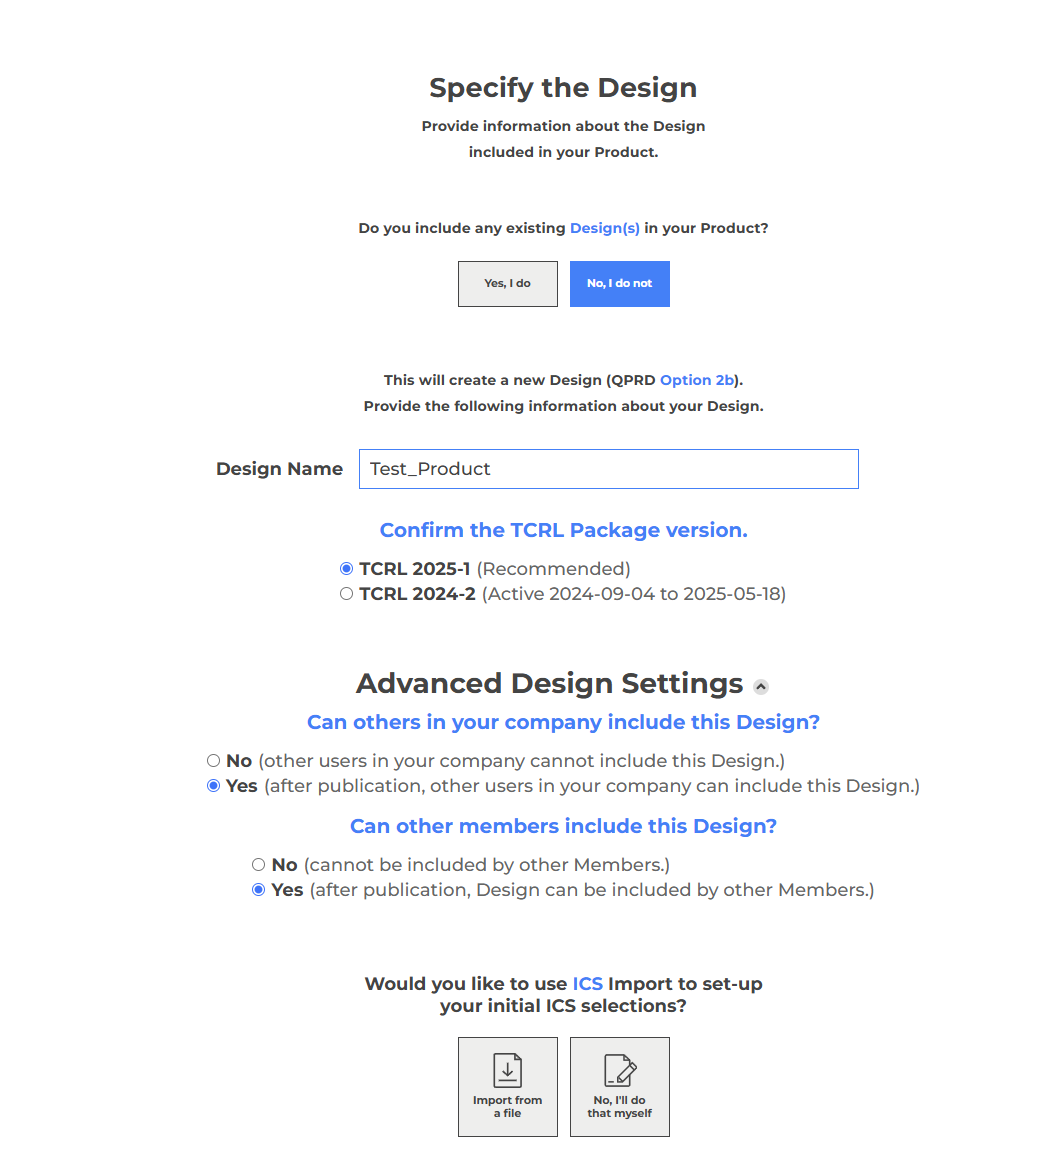 Specify the Design
Provide information about the Design
included in your Product.
Do you include any existing Design(s) in your Product?
Yes, I do
No, I do not
This will create a new Design (QPRD Option 2b).
Provide the following information about your Design.
Design Name
Test_Product
Confirm the TCRL Package version.
TCRL 2025-1 (Recommended)
TCRL 2024-2 (Active 2024-09-04 to 2025-05-18)
Advanced Design Settings
Can others in your company include this Design?
No (other users in your company cannot include this Design.)
Yes (after publication, other users in your company can include this Design.)
Can other members include this Design?
No (cannot be included by other Members.)
Yes (after publication, Design can be included by other Members.)
Would you like to use ICS Import to set-up
your initial ICS selections?
Import from
a file
No, I'll do
that myself